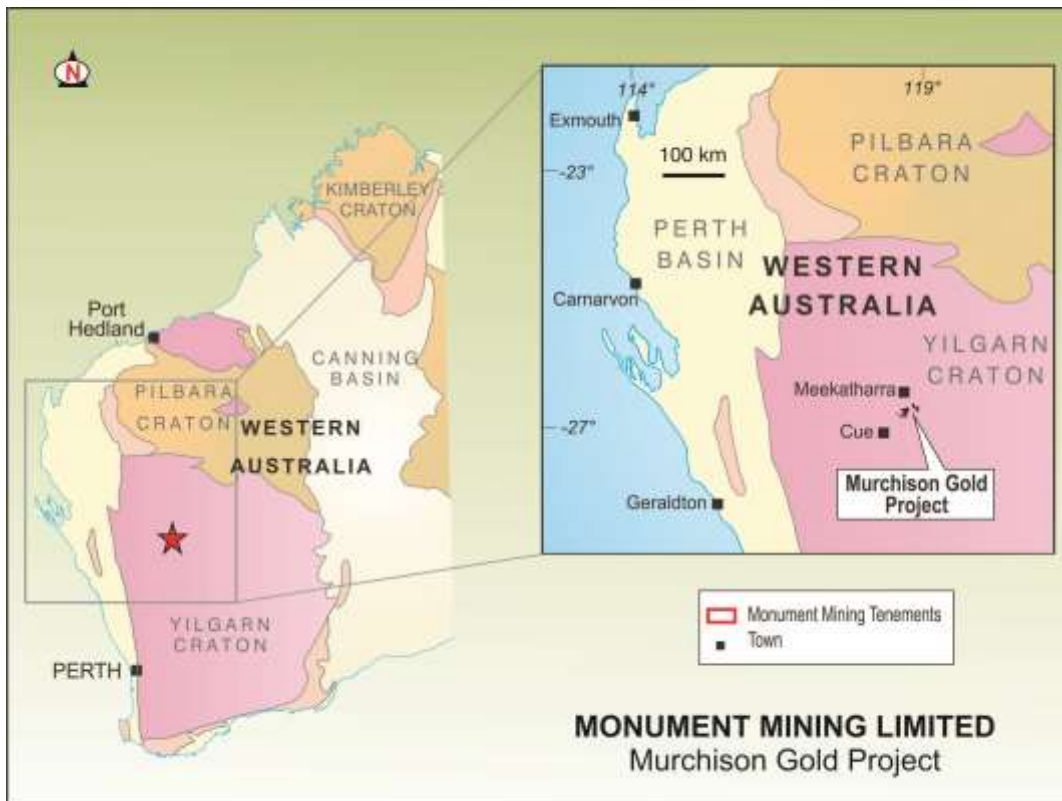 N
KIMBERLEY
CRATON
Port
Hedland
CANNING
BASIN
PILBARA
CRATON
WESTERN
AUSTRALIA
YILGARN
CRATON
PERTH
114°
119°
Exmouth
100 km
-23°
PILBARA
CRATON
PERTH
BASIN
WESTERN
AUSTRALIA
Carnarvon
YILGARN
CRATON
Meekatharra
-27°
Cue
Murchison Gold
Project
Geraldton
Monument Mining Tenements
Town
MONUMENT MINING LIMITED
Murchison Gold Project